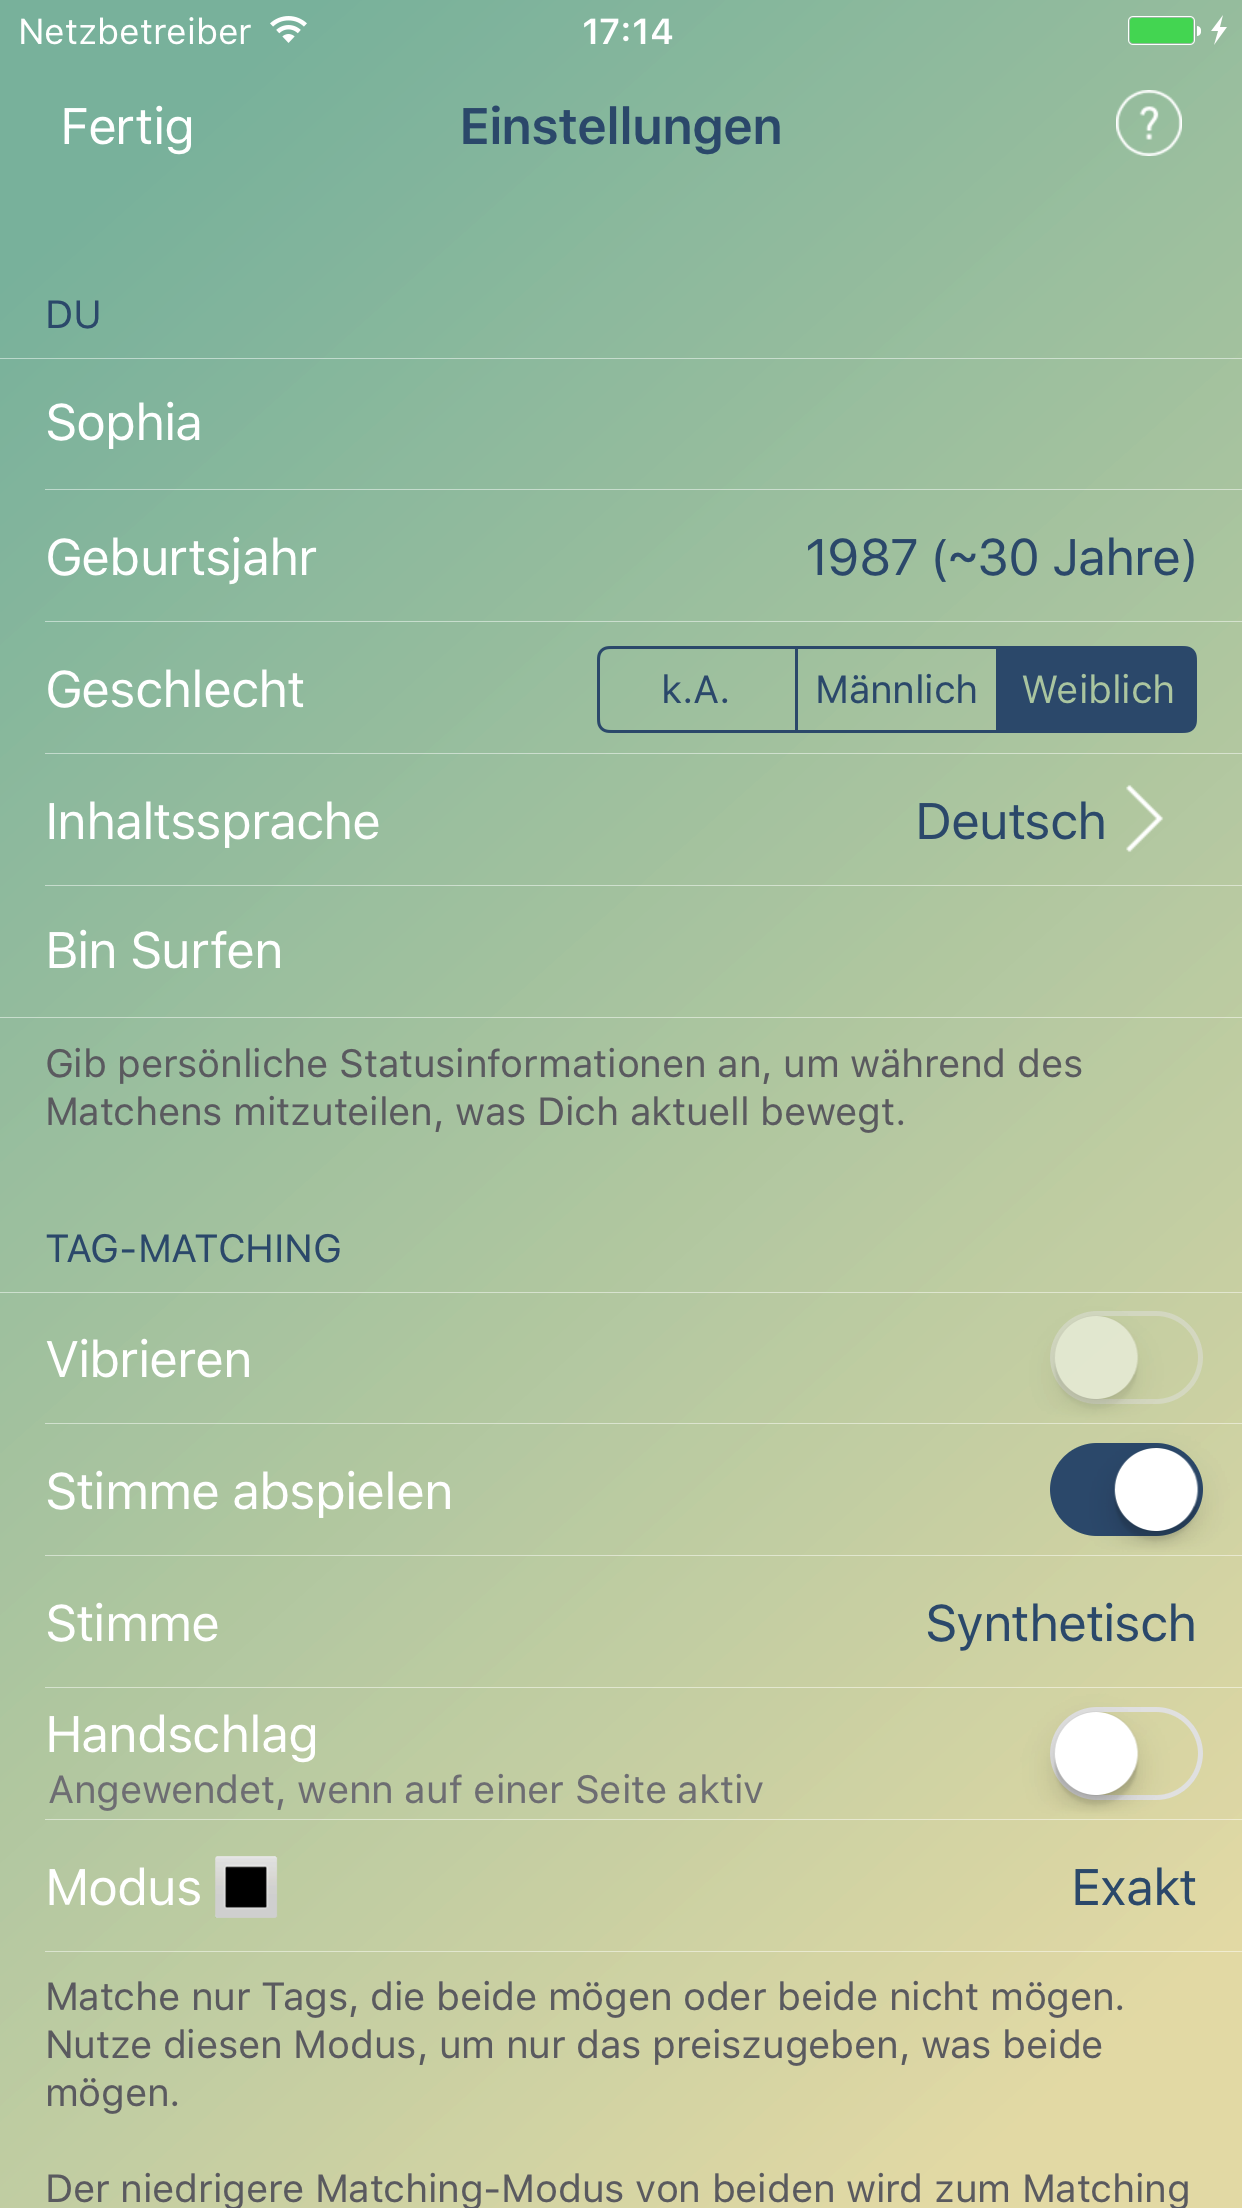 Netzbetreiber 17:14
Fertig Einstellungen ?
DU
Sophia
Geburtsjahr 1987 (~30 Jahre)
Geschlecht k.A. Männlich Weiblich
Inhaltssprache Deutsch
Bin Surfen
Gib persönliche Statusinformationen an, um während des
Matchens mitzuteilen, was Dich aktuell bewegt.
TAG-MATCHING
Vibrieren
Stimme abspielen
Stimme Synthetisch
Handschlag
Angewendet, wenn auf einer Seite aktiv
Modus Exakt
Matche nur Tags, die beide mögen oder beide nicht mögen.
Nutze diesen Modus, um nur das preiszugeben, was beide
mögen.
Der niedrigere Matching-Modus von beiden wird zum Matching